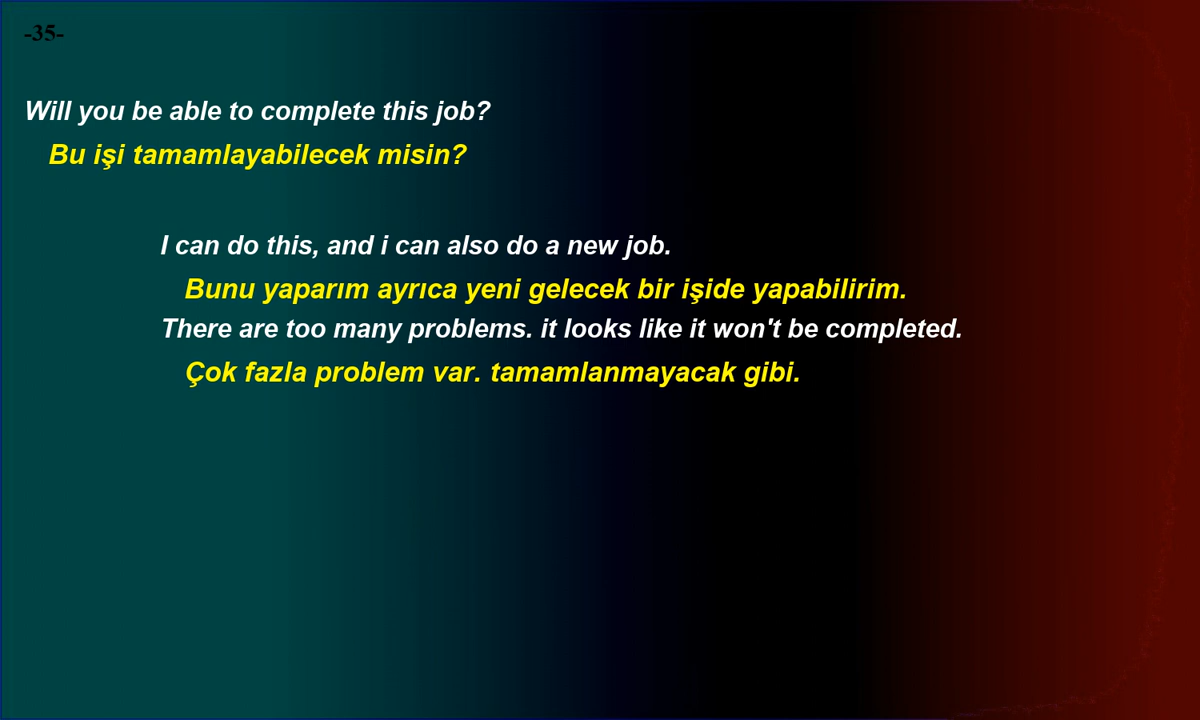 -35-
Will you be able to complete this job?
Bu işi tamamlayabilecek misin?
I can do this, and i can also do a new job.
Bunu yaparım ayrıca yeni gelecek bir işide yapabilirim.
There are too many problems. it looks like it won't be completed.
Çok fazla problem var. tamamlanmayacak gibi.